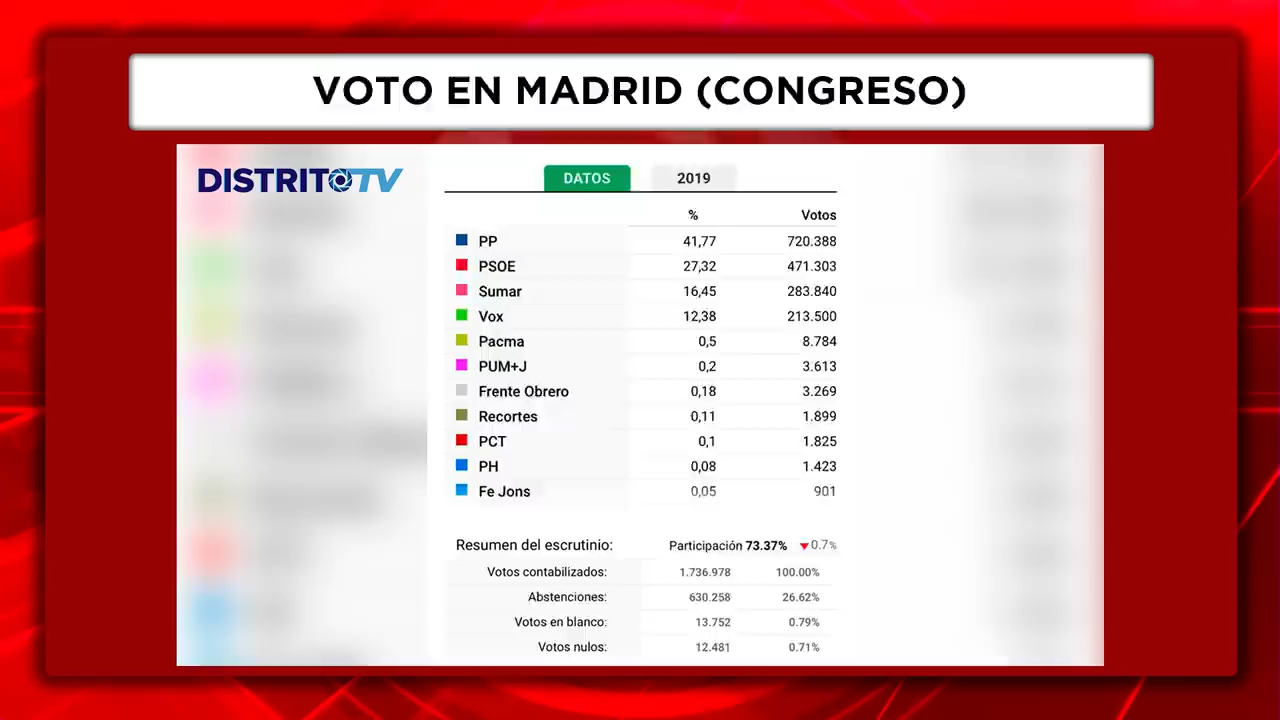 VOTO EN MADRID (CONGRESO)
DISTRITOTV
DATOS 2019
% Votos
PP 41,77 720.388
PSOE 27,32 471.303
Sumar 16,45 283.840
Vox 12,38 213.500
Pacma 0,5 8.784
PUM+J 0,2 3.613
Frente Obrero 0,18 3.269
Recortes 0,11 1.899
PCT 0,1 1.825
PH 0,08 1.423
Fe Jons 0,05 901
Resumen del escrutinio: Participación 73.37% ▼0.7%
Votos contabilizados: 1.736.978 100.00%
Abstenciones: 630.258 26.62%
Votos en blanco: 13.752 0.79%
Votos nulos: 12.481 0.71%